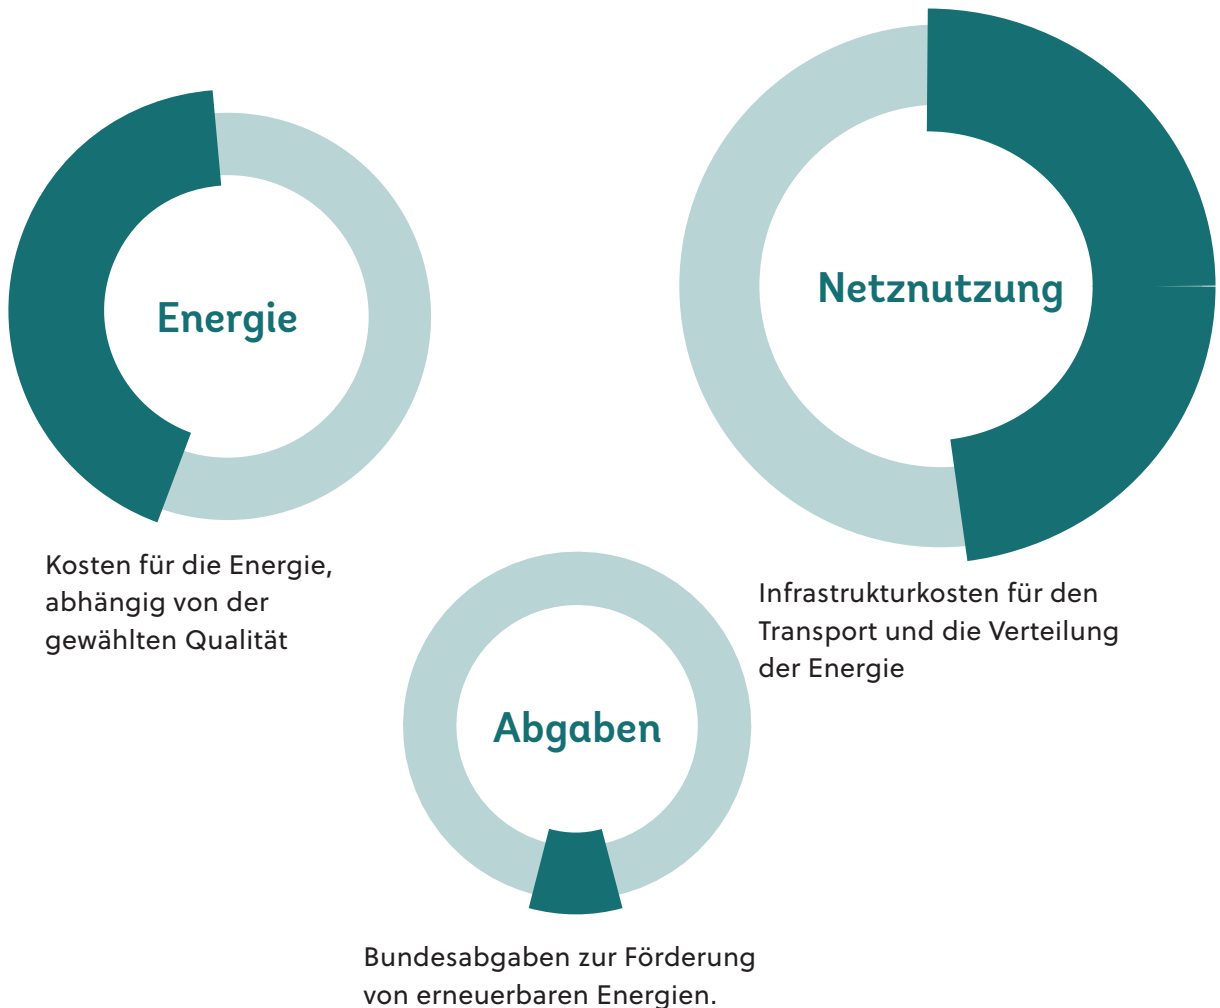 Energie
Kosten für die Energie,
abhängig von der
gewählten Qualität
Netznutzung
Infrastrukturkosten für den
Transport und die Verteilung
der Energie
Abgaben
Bundesabgaben zur Förderung
von erneuerbaren Energien.